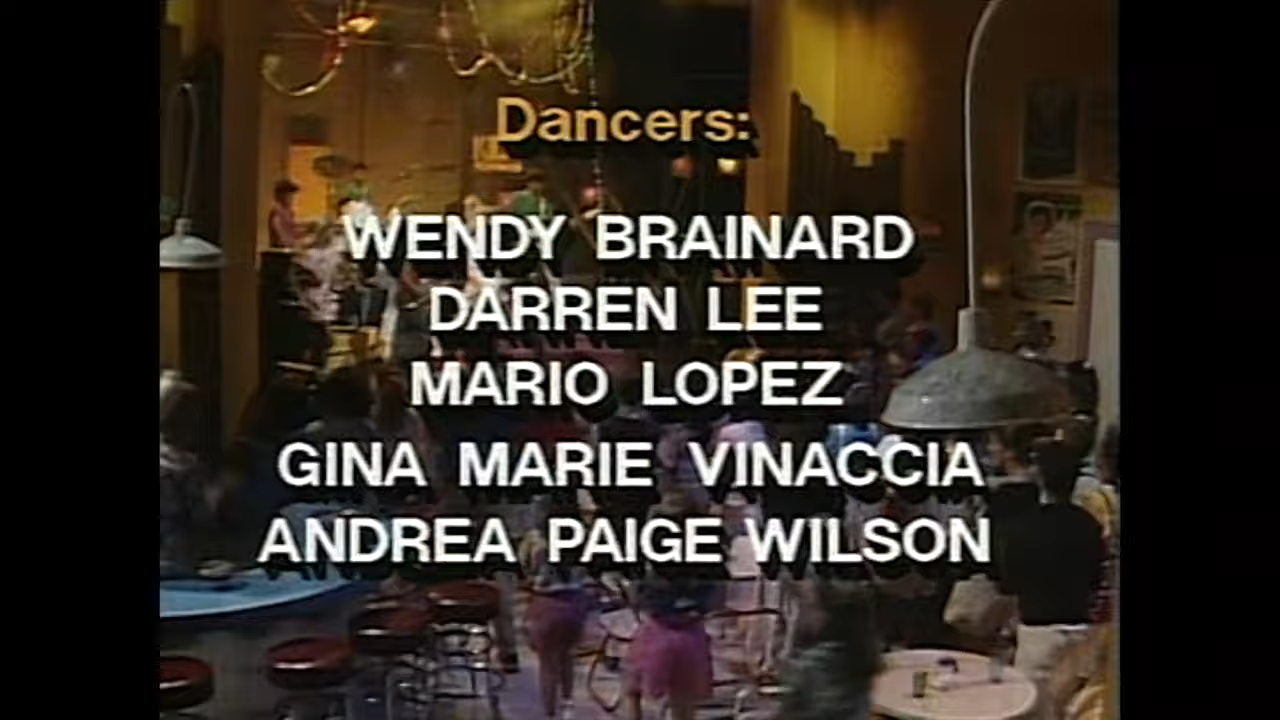 Dancers:
WENDY BRAINARD
DARREN LEE
MARIO LOPEZ
GINA MARIE VINACCIA
ANDREA PAIGE WILSON